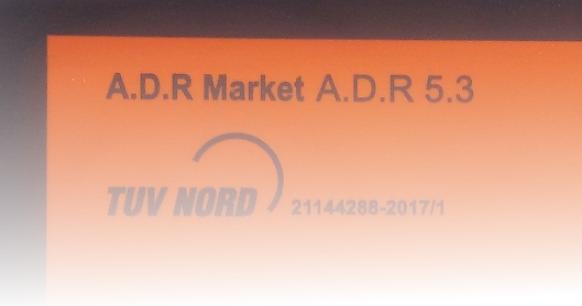 A.D.R Market A.D.R 5.3
TUV NORD 21144288-2017/1